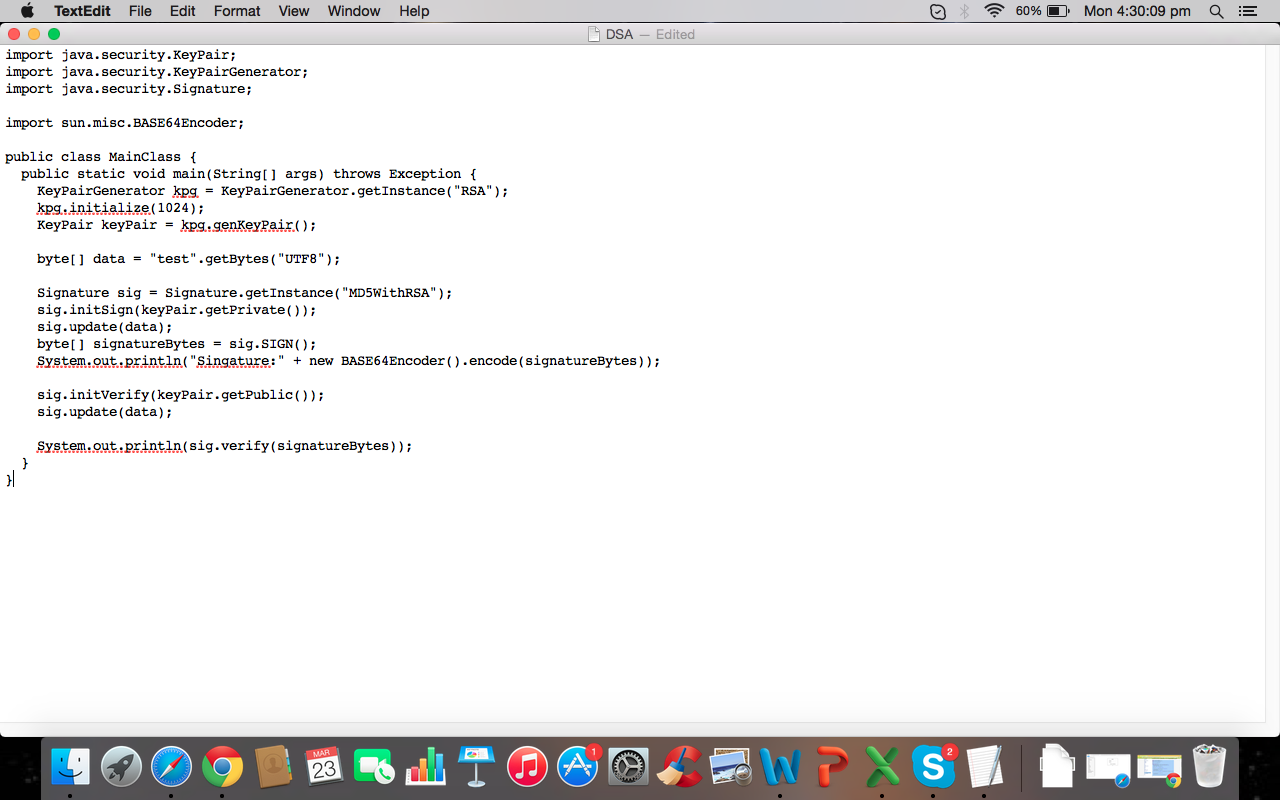 TextEdit File Edit Format View Window Help 60% Mon 4:30:09 pm
DSA — Edited
import java.security.KeyPair;
import java.security.KeyPairGenerator;
import java.security.Signature;
import sun.misc.BASE64Encoder;
public class MainClass {
  public static void main(String[] args) throws Exception {
    KeyPairGenerator kpg = KeyPairGenerator.getInstance("RSA");
    kpg.initialize(1024);
    KeyPair keyPair = kpg.genKeyPair();
    byte[] data = "test".getBytes("UTF8");
    Signature sig = Signature.getInstance("MD5WithRSA");
    sig.initSign(keyPair.getPrivate());
    sig.update(data);
    byte[] signatureBytes = sig.SIGN();
    System.out.println("Singature:" + new BASE64Encoder().encode(signatureBytes));
    sig.initVerify(keyPair.getPublic());
    sig.update(data);
    System.out.println(sig.verify(signatureBytes));
  }
}
MAR
23
1
2